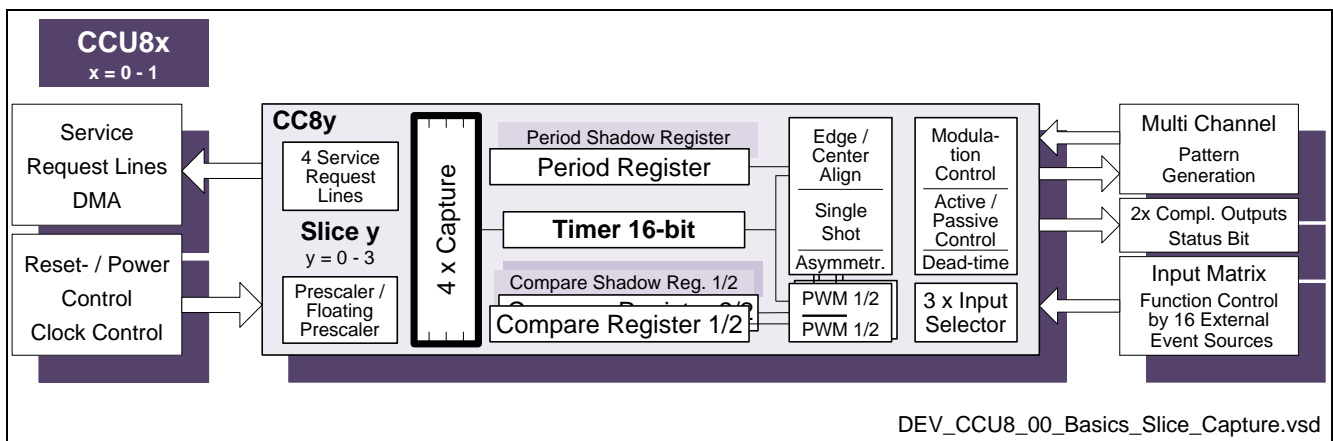 CCU8x
x = 0 - 1
Service
Request Lines
DMA
Reset- / Power
Control
Clock Control
CC8y
4 Service
Request
Lines
Slice y
y = 0 - 3
Prescaler /
Floating
Prescaler
4 x Capture
Period Shadow Register
Period Register
Timer 16-bit
Compare Shadow Reg. 1/2
Compare Register 1/2
Edge /
Center
Align
Single
Shot
Asymmetr.
PWM 1/2
PWM 1/2
Modula-
tion
Control
Active /
Passive
Control
Dead-time
3 x Input
Selector
Multi Channel
Pattern
Generation
2x Compl. Outputs
Status Bit
Input Matrix
Function Control
by 16 External
Event Sources
DEV_CCU8_00_Basics_Slice_Capture.vsd